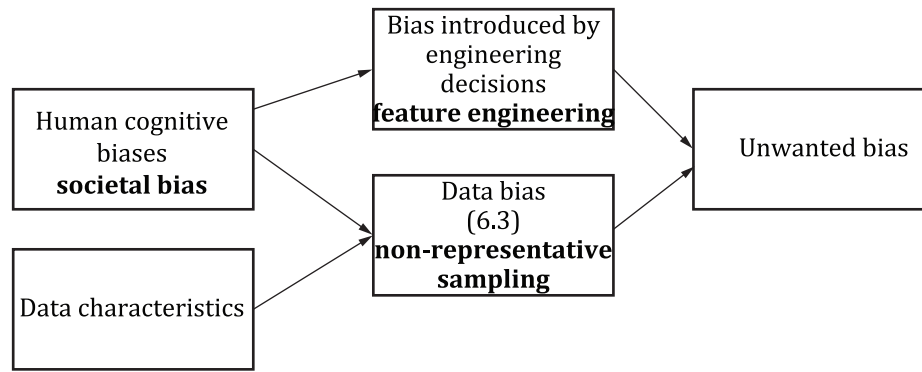 Human cognitive
biases
societal bias
Data characteristics
Bias introduced by
engineering
decisions
feature engineering
Data bias
(6.3)
non-representative
sampling
Unwanted bias